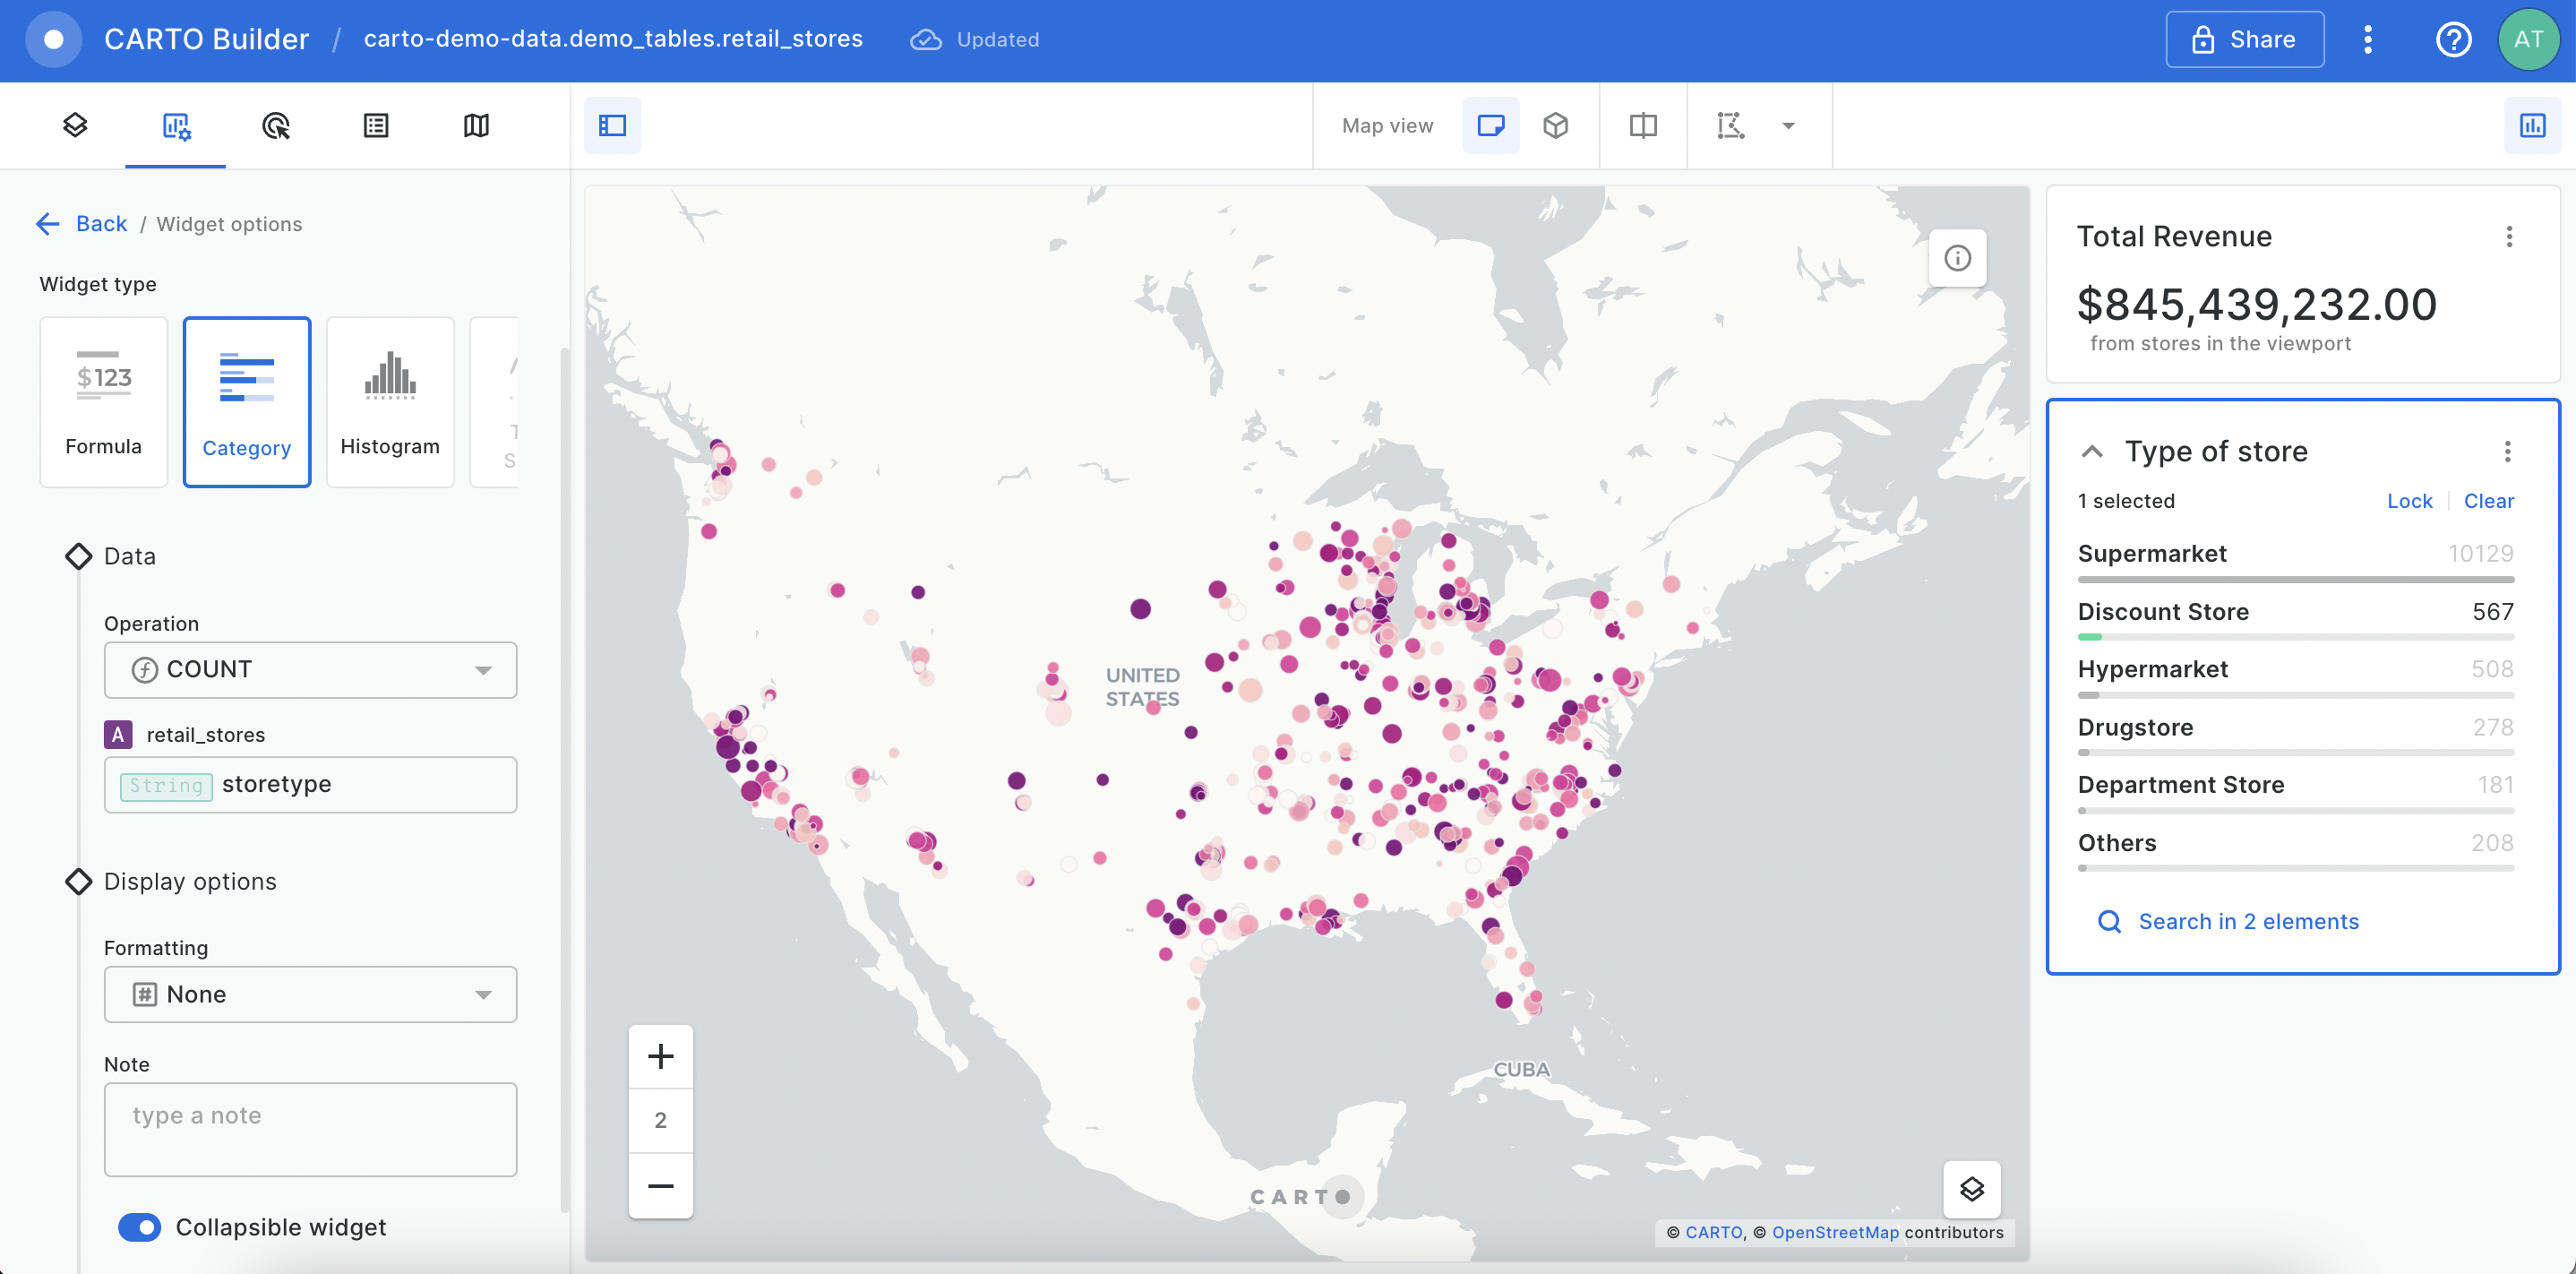 CARTO Builder / carto-demo-data.demo_tables.retail_stores Updated Share AT
Map view
Back / Widget options
Widget type
$123
Formula
Category
Histogram
T
S
Data
Operation
COUNT
A retail_stores
String storetype
Display options
Formatting
None
Note
type a note
Collapsible widget
UNITED
STATES
CUBA
2
CARTO
© CARTO, © OpenStreetMap contributors
Total Revenue
$845,439,232.00
from stores in the viewport
Type of store
1 selected Lock Clear
Supermarket 10129
Discount Store 567
Hypermarket 508
Drugstore 278
Department Store 181
Others 208
Search in 2 elements